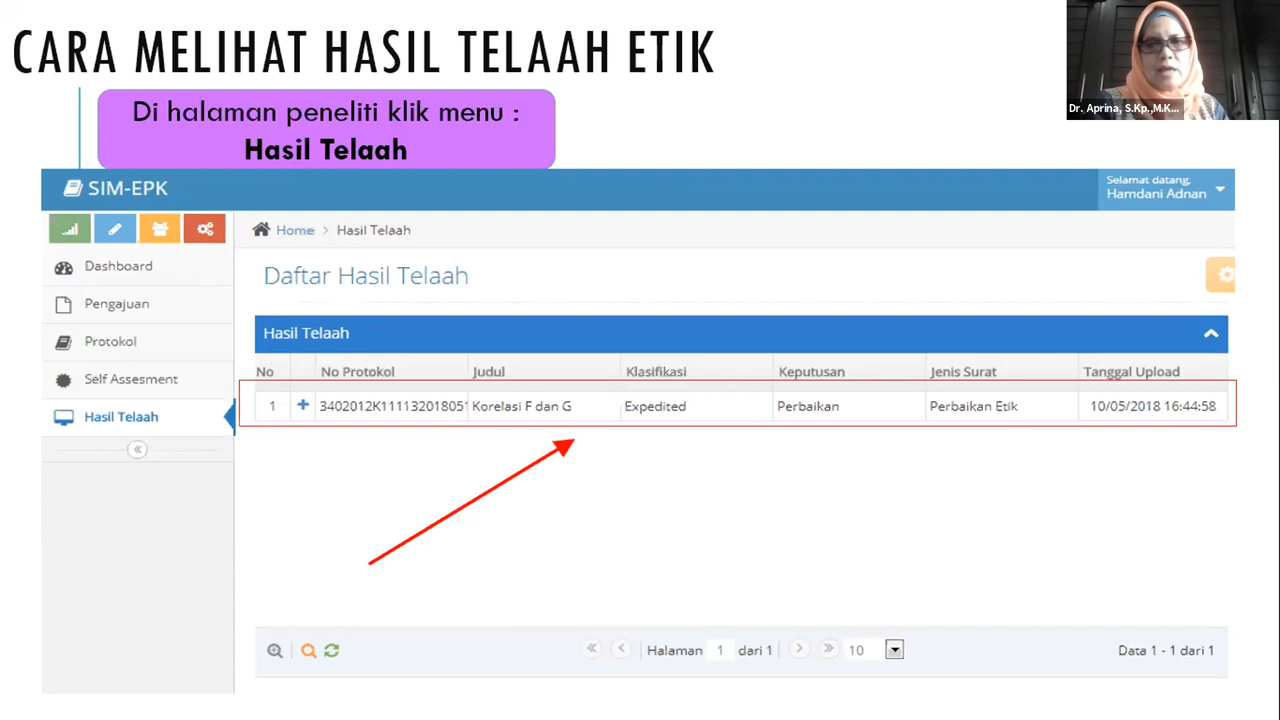 CARA MELIHAT HASIL TELAAH ETIK
Dr. Aprina, S.Kp.,M.K...
Di halaman peneliti klik menu :
Hasil Telaah
SIM-EPK
Selamat datang,
Hamdani Adnan
Home > Hasil Telaah
Dashboard
Pengajuan
Protokol
Self Assesment
Hasil Telaah
Daftar Hasil Telaah
Hasil Telaah
No No Protokol Judul Klasifikasi Keputusan Jenis Surat Tanggal Upload
1 + 3402012K11113201805 Korelasi F dan G Expedited Perbaikan Perbaikan Etik 10/05/2018 16:44:58
Halaman 1 dari 1 10 Data 1 - 1 dari 1